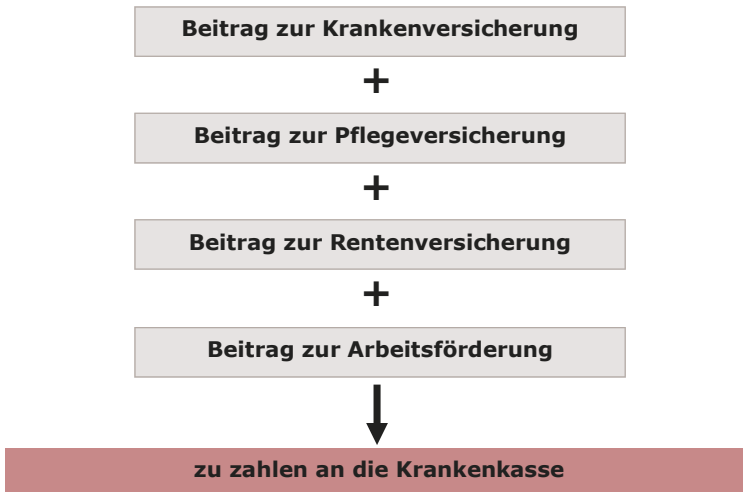 Beitrag zur Krankenversicherung
+
Beitrag zur Pflegeversicherung
+
Beitrag zur Rentenversicherung
+
Beitrag zur Arbeitsförderung
zu zahlen an die Krankenkasse